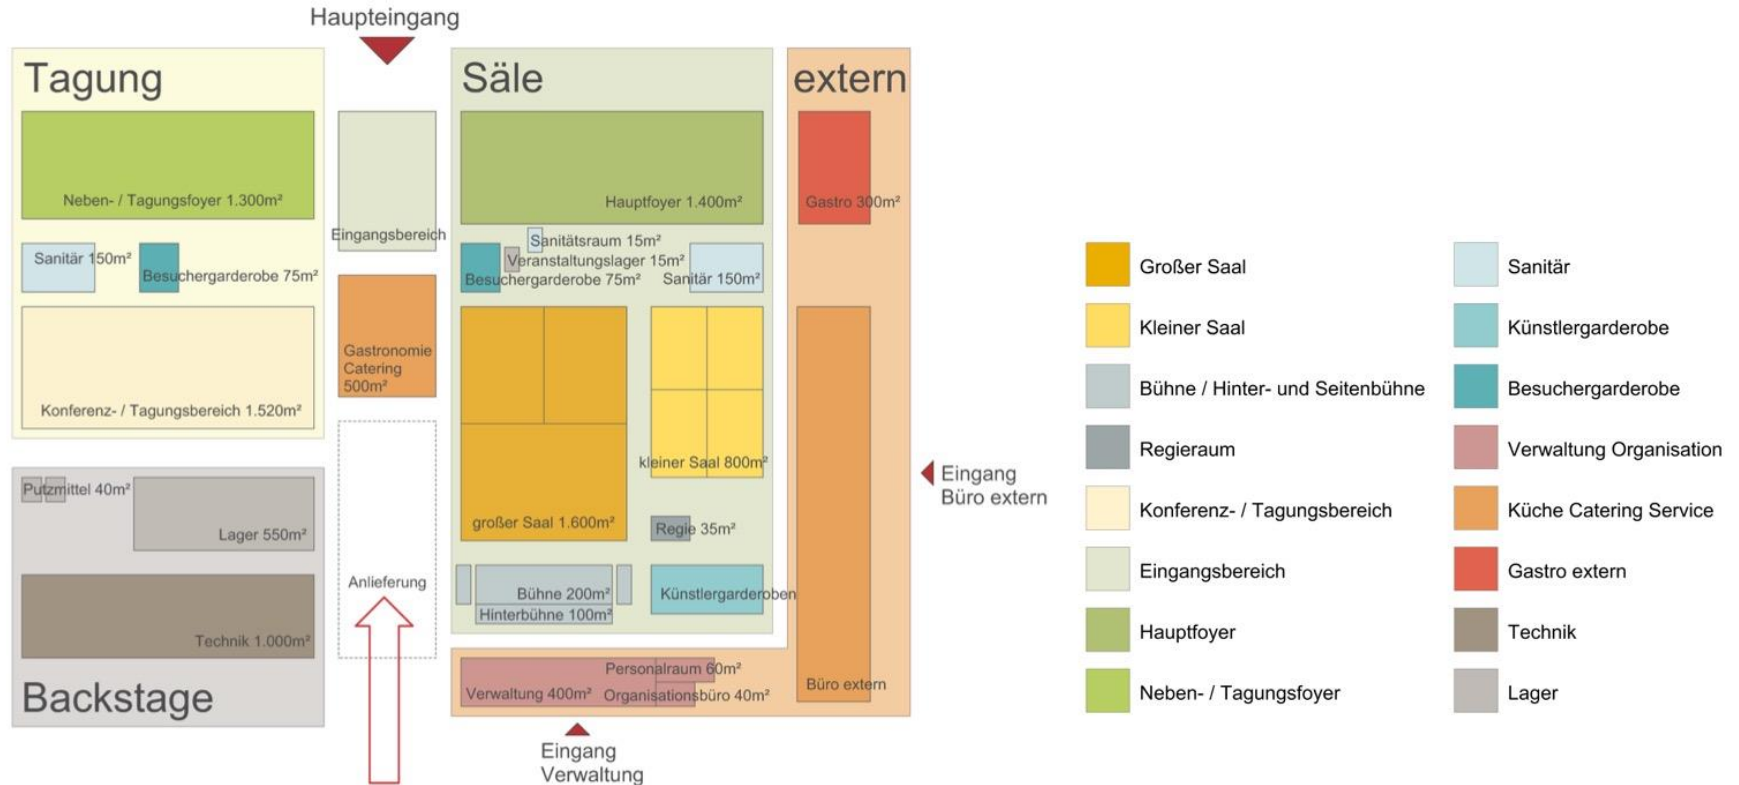 Haupteingang
Tagung
Neben- / Tagungsfoyer 1.300m²
Sanitär 150m²
Besuchergarderobe 75m²
Konferenz- / Tagungsbereich 1.520m²
Putzmittel 40m²
Lager 550m²
Technik 1.000m²
Backstage
Eingangsbereich
Gastronomie
Catering
500m²
Anlieferung
Säle
Hauptfoyer 1.400m²
Sanitätsraum 15m²
Veranstaltungslager 15m²
Besuchergarderobe 75m²
Sanitär 150m²
großer Saal 1.600m²
kleiner Saal 800m²
Regie 35m²
Bühne 200m²
Hinterbühne 100m²
Künstlergarderoben
extern
Gastro 300m²
Büro extern
Personalraum 60m²
Verwaltung 400m²
Organisationsbüro 40m²
Eingang
Verwaltung
Eingang
Büro extern
Großer Saal
Kleiner Saal
Bühne / Hinter- und Seitenbühne
Regieraum
Konferenz- / Tagungsbereich
Eingangsbereich
Hauptfoyer
Neben- / Tagungsfoyer
Sanitär
Künstlergarderobe
Besuchergarderobe
Verwaltung Organisation
Küche Catering Service
Gastro extern
Technik
Lager